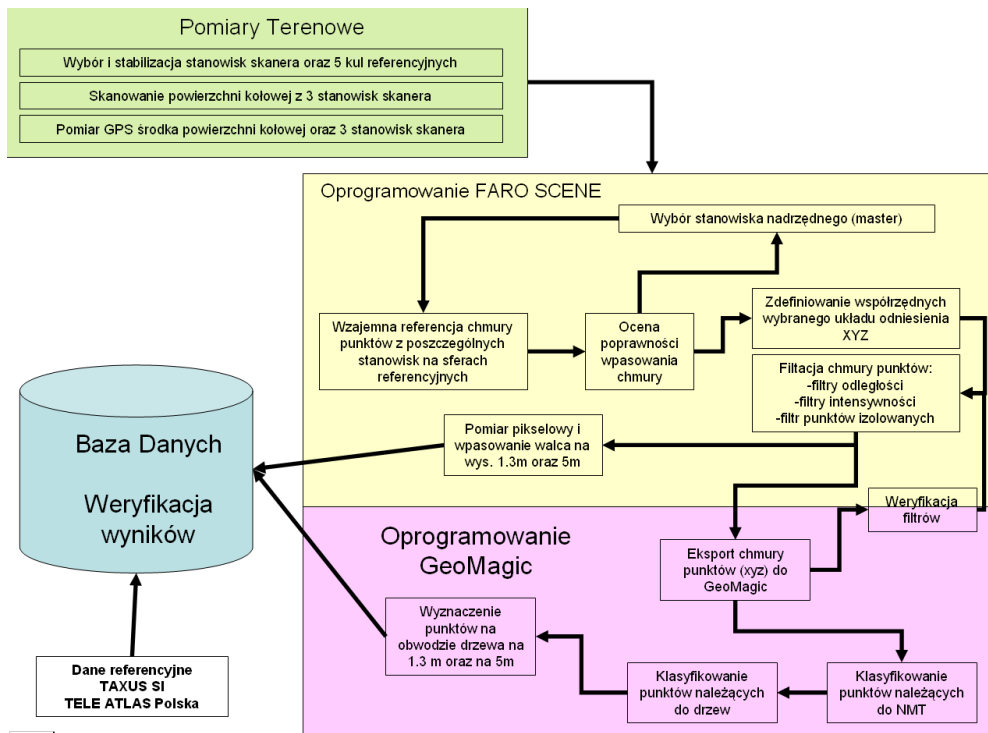 Pomiary Terenowe
Wybór i stabilizacja stanowisk skanera oraz 5 kul referencyjnych
Skanowanie powierzchni kołowej z 3 stanowisk skanera
Pomiar GPS środka powierzchni kołowej oraz 3 stanowisk skanera
Oprogramowanie FARO SCENE
Wybór stanowiska nadrzędnego (master)
Wzajemna referencja chmury
punktów z poszczególnych
stanowisk na sferach
referencyjnych
Ocena
poprawności
wpasowania
chmury
Zdefiniowanie współrzędnych
wybranego układu odniesienia
XYZ
Filtacja chmury punktów:
-filtry odległości
-filtry intensywności
-filtr punktów izolowanych
Pomiar pikselowy i
wpasowanie walca na
wys. 1.3m oraz 5m
Baza Danych
Weryfikacja
wyników
Weryfikacja
filtrów
Oprogramowanie
GeoMagic
Eksport chmury
punktów (xyz) do
GeoMagic
Wyznaczenie
punktów na
obwodzie drzewa na
1.3 m oraz na 5m
Klasyfikowanie
punktów należących
do drzew
Klasyfikowanie
punktów należących
do NMT
Dane referencyjne
TAXUS SI
TELE ATLAS Polska